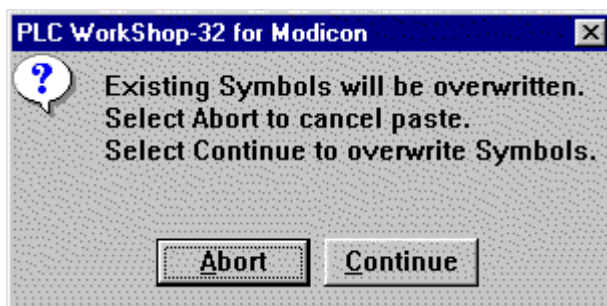 PLC WorkShop-32 for Modicon
Existing Symbols will be overwritten.
Select Abort to cancel paste.
Select Continue to overwrite Symbols.
Abort Continue